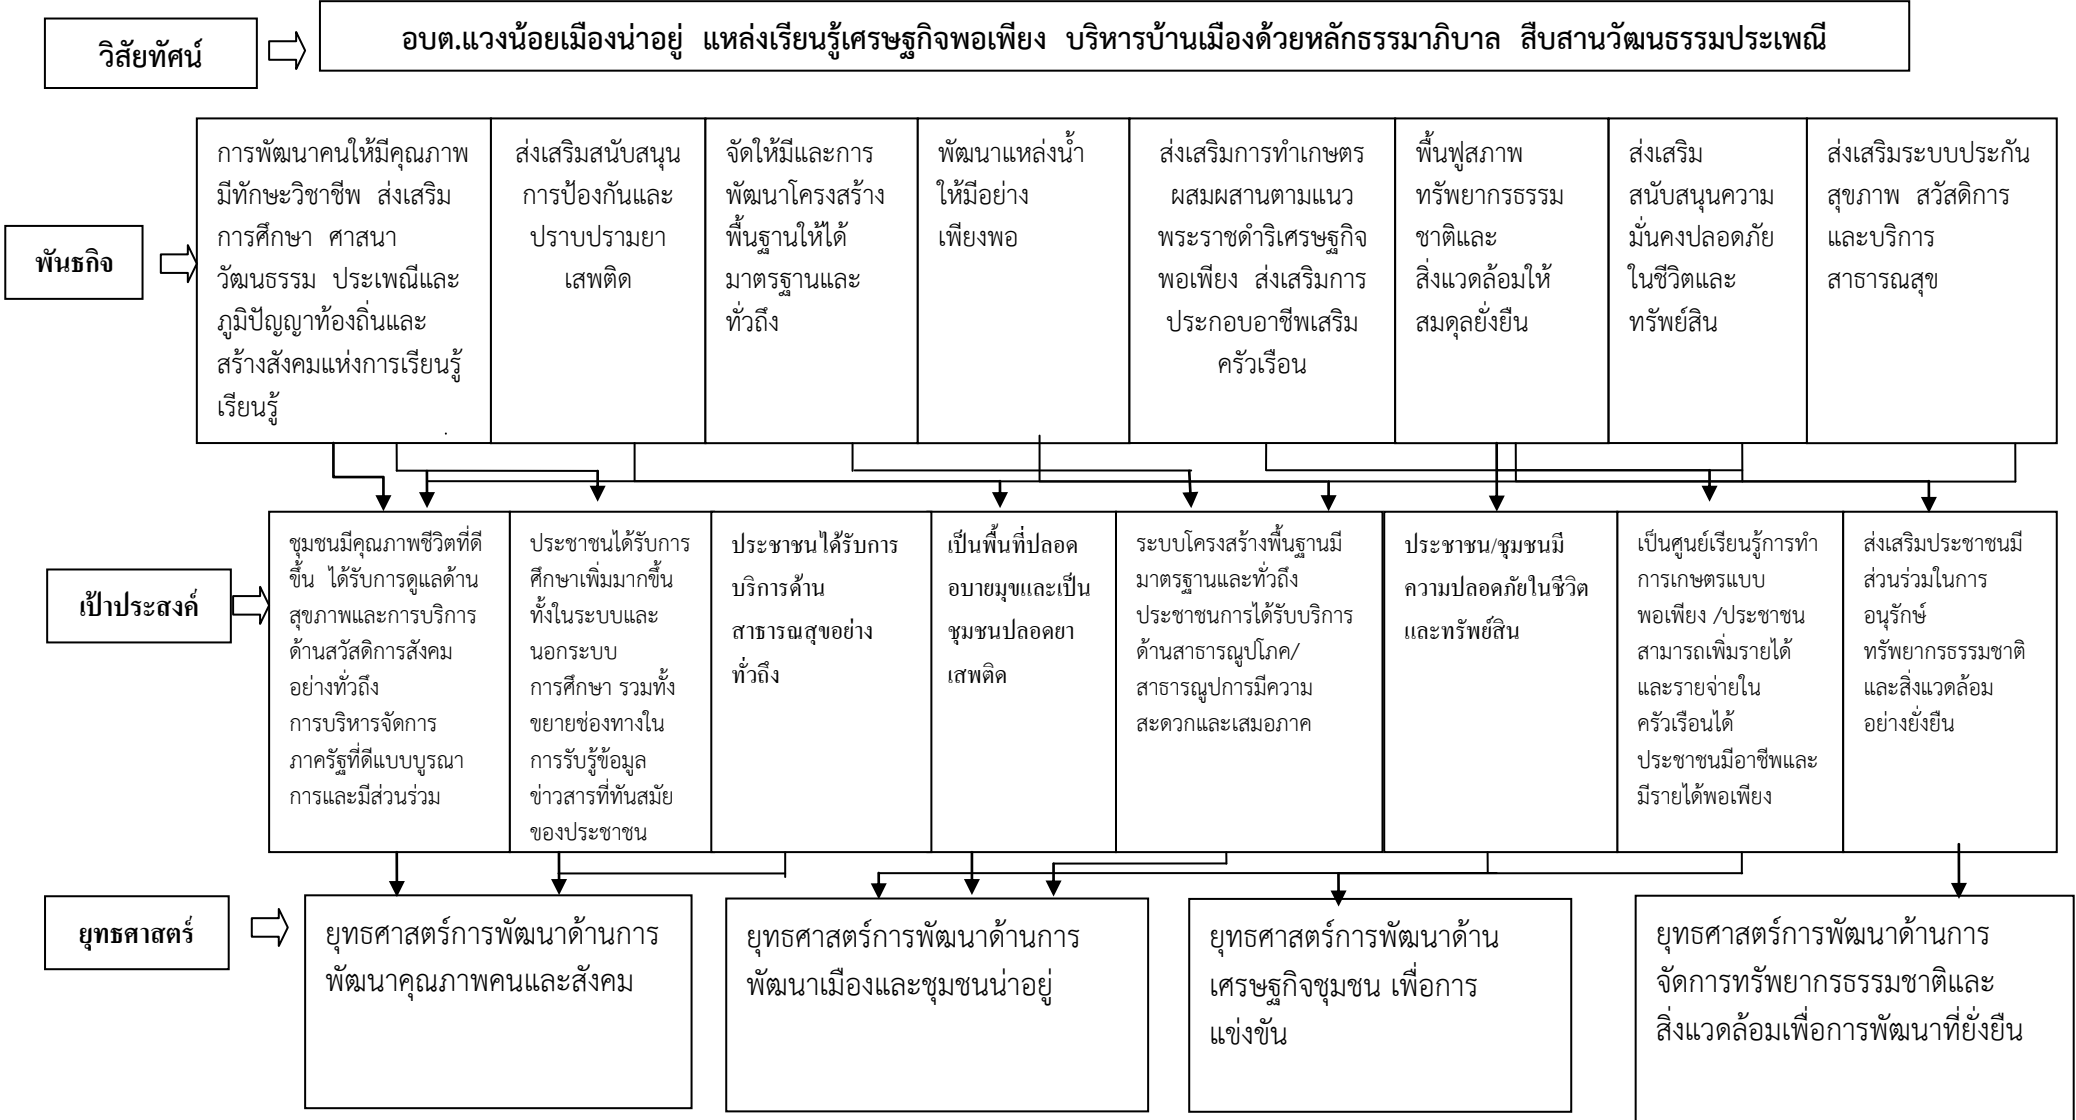 วิสัยทัศน์
อบต.แวงน้อยเมืองน่าอยู่ แหล่งเรียนรู้เศรษฐกิจพอเพียง บริหารบ้านเมืองด้วยหลักธรรมาภิบาล สืบสานวัฒนธรรมประเพณี
พันธกิจ
การพัฒนาคนให้มีคุณภาพ
มีทักษะวิชาชีพ ส่งเสริม
การศึกษา ศาสนา
วัฒนธรรม ประเพณีและ
ภูมิปัญญาท้องถิ่นและ
สร้างสังคมแห่งการเรียนรู้
เรียนรู้
ส่งเสริมสนับสนุน
การป้องกันและ
ปราบปรามยา
เสพติด
จัดให้มีและการ
พัฒนาโครงสร้าง
พื้นฐานให้ได้
มาตรฐานและ
ทั่วถึง
พัฒนาแหล่งน้ำ
ให้มีอย่าง
เพียงพอ
ส่งเสริมการทำเกษตร
ผสมผสานตามแนว
พระราชดำริเศรษฐกิจ
พอเพียง ส่งเสริมการ
ประกอบอาชีพเสริม
ครัวเรือน
พื้นฟูสภาพ
ทรัพยากรธรรม
ชาติและ
สิ่งแวดล้อมให้
สมดุลยั่งยืน
ส่งเสริม
สนับสนุนความ
มั่นคงปลอดภัย
ในชีวิตและ
ทรัพย์สิน
ส่งเสริมระบบประกัน
สุขภาพ สวัสดิการ
และบริการ
สาธารณสุข
เป้าประสงค์
ชุมชนมีคุณภาพชีวิตที่ดี
ขึ้น ได้รับการดูแลด้าน
สุขภาพและการบริการ
ด้านสวัสดิการสังคม
อย่างทั่วถึง
การบริหารจัดการ
ภาครัฐที่ดีแบบบูรณา
การและมีส่วนร่วม
ประชาชนได้รับการ
ศึกษาเพิ่มมากขึ้น
ทั้งในระบบและ
นอกระบบ
การศึกษา รวมทั้ง
ขยายช่องทางใน
การรับรู้ข้อมูล
ข่าวสารที่ทันสมัย
ของประชาชน
ประชาชนได้รับการ
บริการด้าน
สาธารณสุขอย่าง
ทั่วถึง
เป็นพื้นที่ปลอด
อบายมุขและเป็น
ชุมชนปลอดยา
เสพติด
ระบบโครงสร้างพื้นฐานมี
มาตรฐานและทั่วถึง
ประชาชนการได้รับบริการ
ด้านสาธารณูปโภค/
สาธารณูปการมีความ
สะดวกและเสมอภาค
ประชาชน/ชุมชนมี
ความปลอดภัยในชีวิต
และทรัพย์สิน
เป็นศูนย์เรียนรู้การทำ
การเกษตรแบบ
พอเพียง /ประชาชน
สามารถเพิ่มรายได้
และรายจ่ายใน
ครัวเรือนได้
ประชาชนมีอาชีพและ
มีรายได้พอเพียง
ส่งเสริมประชาชนมี
ส่วนร่วมในการ
อนุรักษ์
ทรัพยากรธรรมชาติ
และสิ่งแวดล้อม
อย่างยั่งยืน
ยุทธศาสตร์
ยุทธศาสตร์การพัฒนาด้านการ
พัฒนาคุณภาพคนและสังคม
ยุทธศาสตร์การพัฒนาด้านการ
พัฒนาเมืองและชุมชนน่าอยู่
ยุทธศาสตร์การพัฒนาด้าน
เศรษฐกิจชุมชน เพื่อการ
แข่งขัน
ยุทธศาสตร์การพัฒนาด้านการ
จัดการทรัพยากรธรรมชาติและ
สิ่งแวดล้อมเพื่อการพัฒนาที่ยั่งยืน